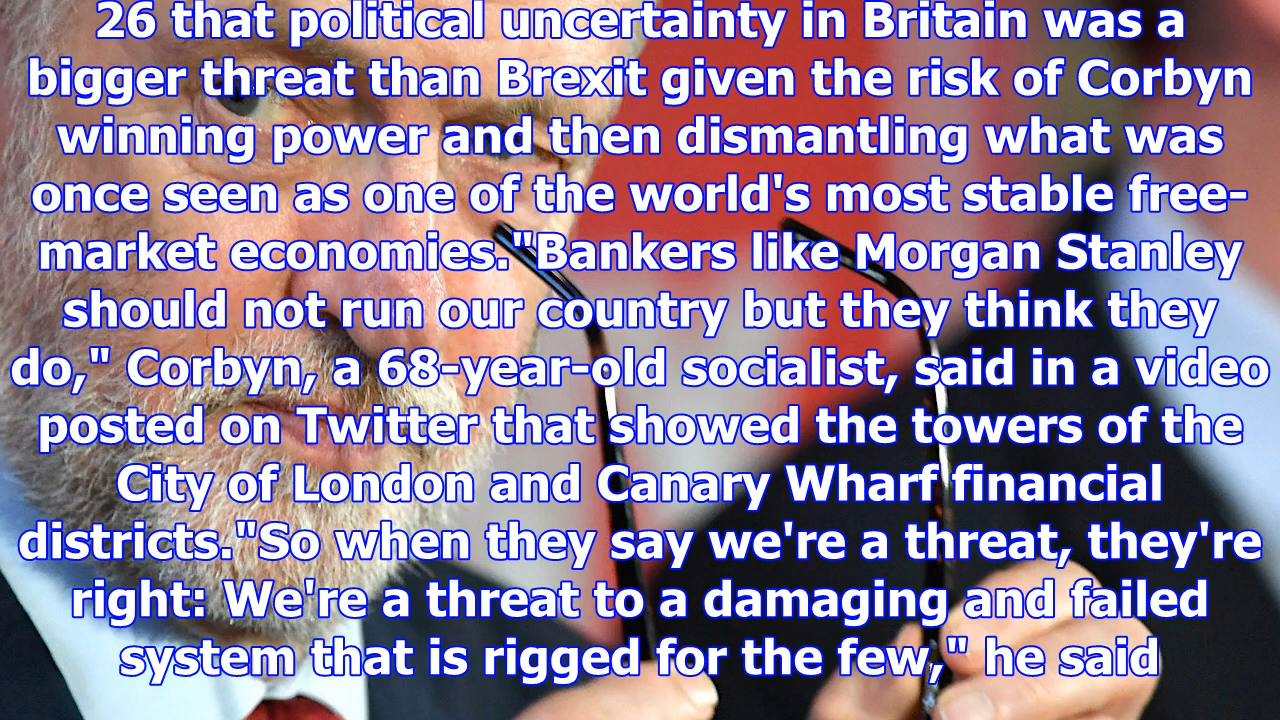 26 that political uncertainty in Britain was a
bigger threat than Brexit given the risk of Corbyn
winning power and then dismantling what was
once seen as one of the world's most stable free-
market economies."Bankers like Morgan Stanley
should not run our country but they think they
do," Corbyn, a 68-year-old socialist, said in a video
posted on Twitter that showed the towers of the
City of London and Canary Wharf financial
districts."So when they say we're a threat, they're
right: We're a threat to a damaging and failed
system that is rigged for the few," he said